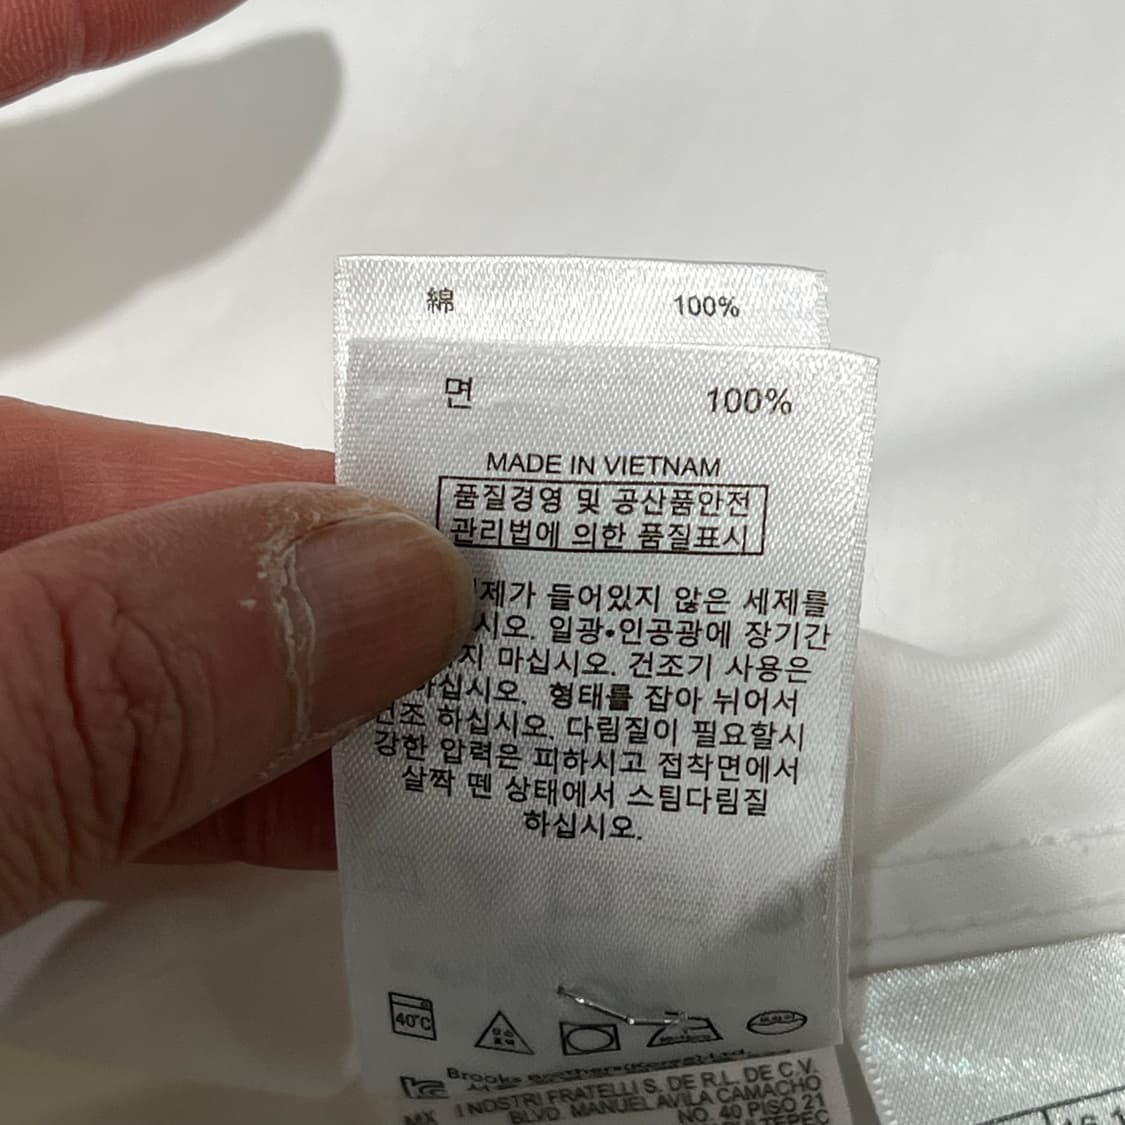 綿 100%
면 100%
MADE IN VIETNAM
품질경영 및 공산품안전
관리법에 의한 품질표시
제가 들어있지 않은 세제를
시오. 일광•인공광에 장기간
지 마십시오. 건조기 사용은
하십시오. 형태를 잡아 뉘어서
건조 하십시오. 다림질이 필요할시
강한 압력은 피하시고 접착면에서
살짝 뗀 상태에서 스팀다림질
하십시오.
40°C
Brooks Brothers (Korea) Ltd.
MX I NOSTRI FRATELLI S. DE R.L. DE C.V.
BLVD MANUEL AVILA CAMACHO
NO. 40 PISO 21